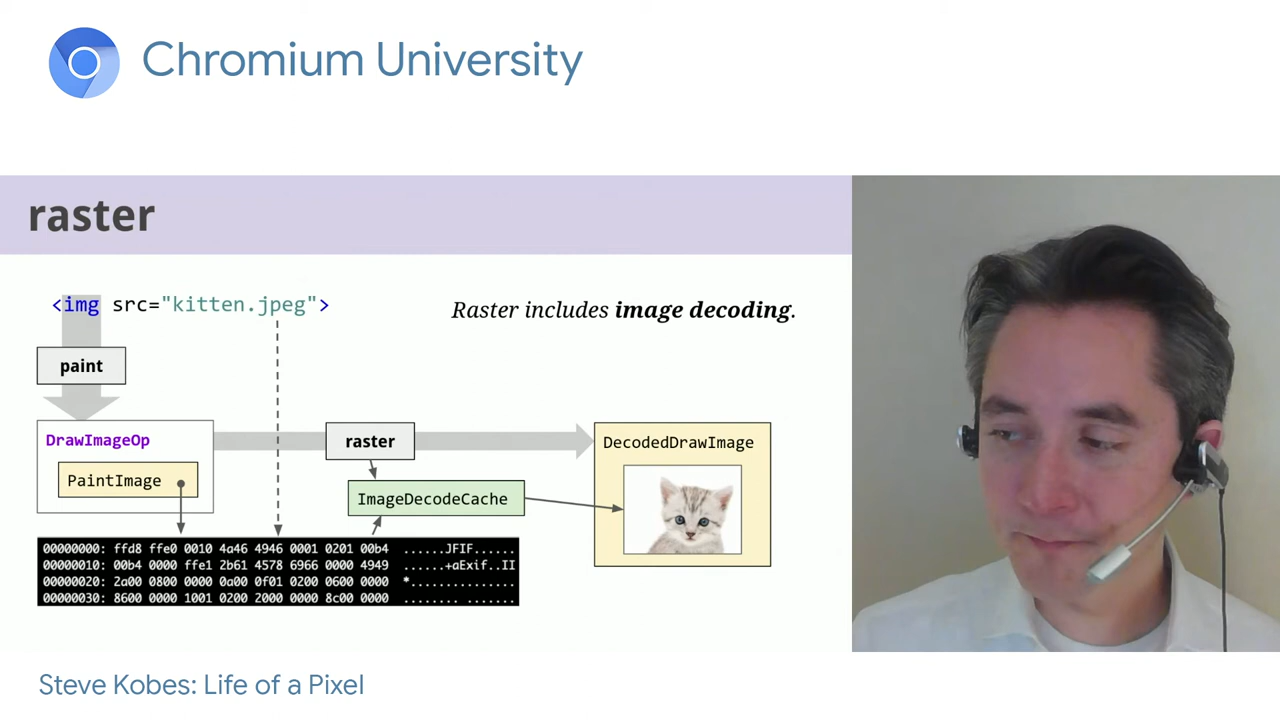 Chromium University
raster
<img src="kitten.jpeg">
Raster includes image decoding.
paint
DrawImageOp
raster
DecodedDrawImage
PaintImage
ImageDecodeCache
00000000: ffd8 ffe0 0010 4a46 4946 0001 0201 00b4 ......JFIF......
00000010: 00b4 0000 ffe1 2b61 4578 6966 0000 4949 ......+aExif..II
00000020: 2a00 0800 0000 0a00 0f01 0200 0600 0000 *...............
00000030: 8600 0000 1001 0200 2000 0000 8c00 0000 ........ .......
Steve Kobes: Life of a Pixel